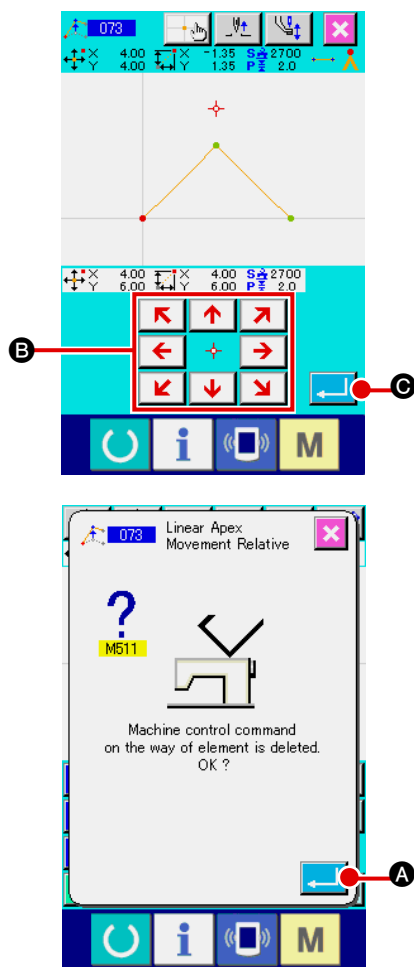 073
X 4.00 X -1.35 S 2700
Y 4.00 Y 1.35 P 2.0
X 4.00 X 4.00 S 2700
Y 6.00 Y 6.00 P 2.0
B
C
i M
073 Linear Apex
Movement Relative
?
M511
Machine control command
on the way of element is deleted.
OK ?
A
i M